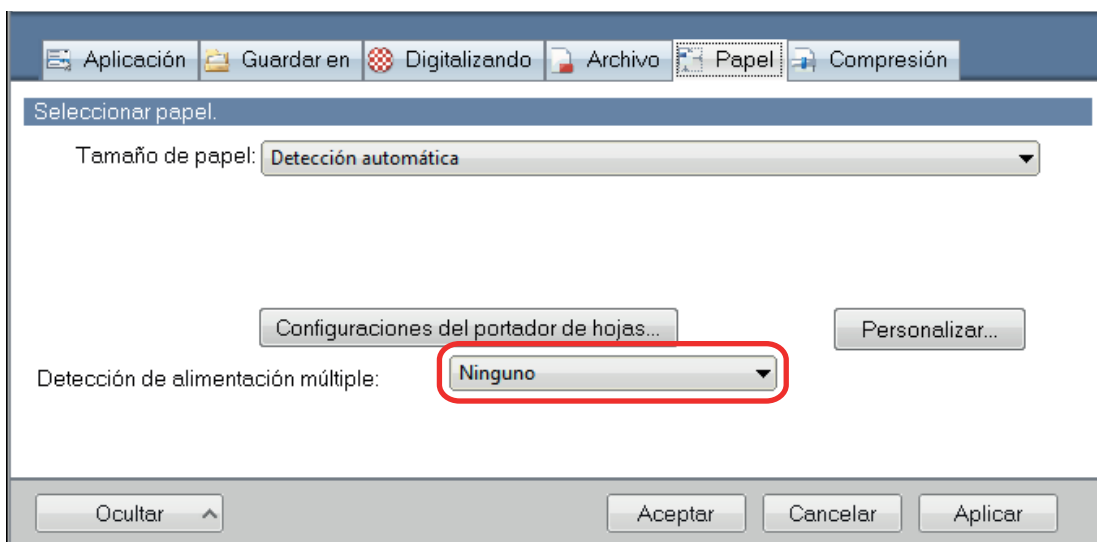 Aplicación Guardar en Digitalizando Archivo Papel Compresión
Seleccionar papel.
Tamaño de papel: Detección automática
Configuraciones del portador de hojas... Personalizar...
Detección de alimentación múltiple: Ninguno
Ocultar Aceptar Cancelar Aplicar